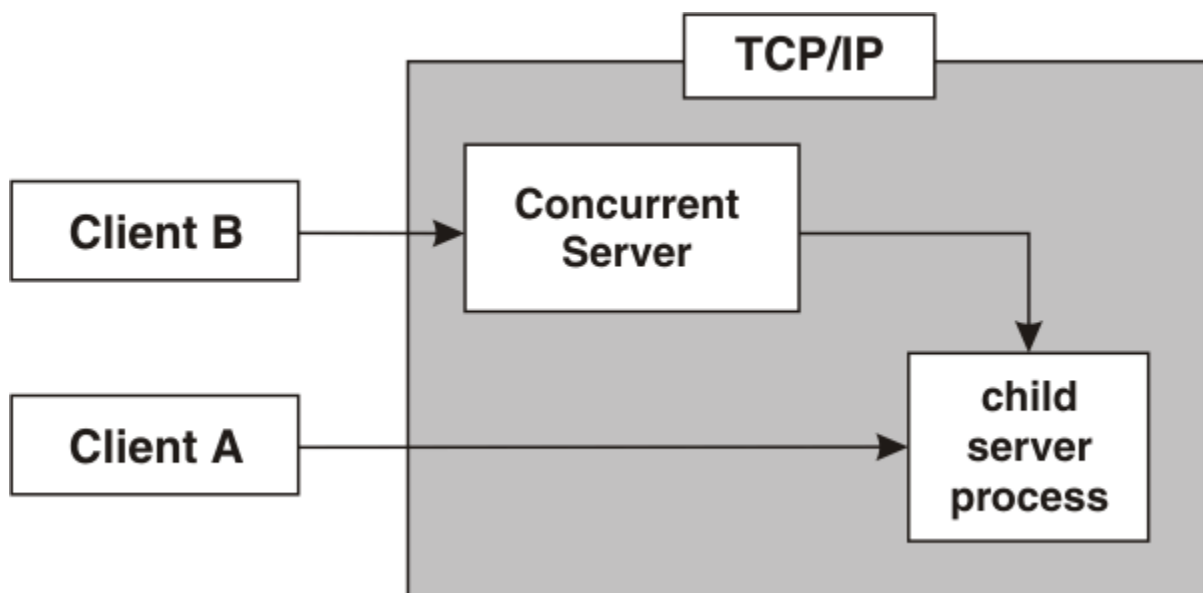 TCP/IP
Client B
Concurrent
Server
Client A
child
server
process